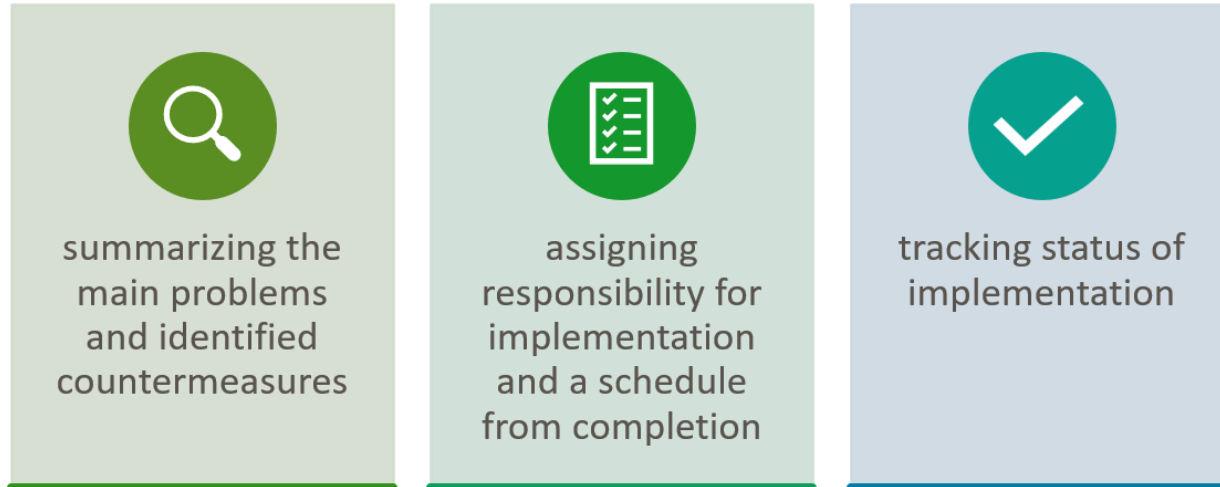 summarizing the
main problems
and identified
countermeasures
assigning
responsibility for
implementation
and a schedule
from completion
tracking status of
implementation